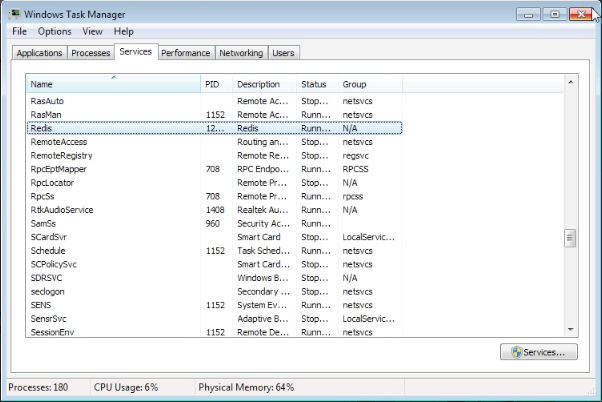 Windows Task Manager
File Options View Help
Applications Processes Services Performance Networking Users
Name PID Description Status Group
RasAuto Remote Ac... Stop... netsvcs
RasMan 1152 Remote Ac... Runn... netsvcs
Redis 12... Redis Runn... N/A
RemoteAccess Routing an... Stop... netsvcs
RemoteRegistry Remote Re... Stop... regsvc
RpcEptMapper 708 RPC Endpo... Runn... RPCSS
RpcLocator Remote Pr... Stop... N/A
RpcSs 708 Remote Pr... Runn... rpcss
RtkAudioService 1408 Realtek Au... Runn... N/A
SamSs 960 Security Ac... Runn...
SCardSvr Smart Card Stop... LocalServic...
Schedule 1152 Task Sched... Runn... netsvcs
SCPolicySvc Smart Card... Stop... netsvcs
SDRSVC Windows B... Stop... N/A
seclogon Secondary ... Stop... netsvcs
SENS 1152 System Ev... Runn... netsvcs
SensrSvc Adaptive B... Stop... LocalServic...
SessionEnv 1152 Remote De... Runn... netsvcs
Services...
Processes: 180 CPU Usage: 6% Physical Memory: 64%